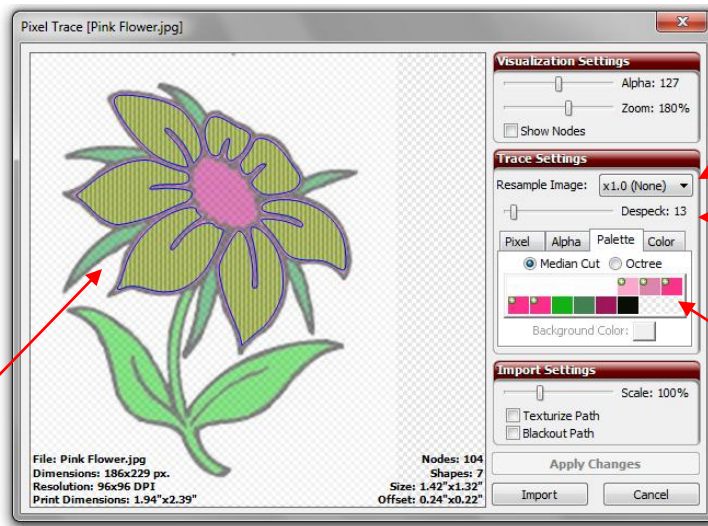 Pixel Trace [Pink Flower.jpg]
Visualization Settings
Alpha: 127
Zoom: 180%
Show Nodes
Trace Settings
Resample Image: x1.0 (None)
Despeck: 13
Pixel Alpha Palette Color
Median Cut Octree
Background Color:
Import Settings
Scale: 100%
Texturize Path
Blackout Path
Apply Changes
Import Cancel
File: Pink Flower.jpg
Dimensions: 186x229 px.
Resolution: 96x96 DPI
Print Dimensions: 1.94"x2.39"
Nodes: 104
Shapes: 7
Size: 1.42"x1.32"
Offset: 0.24"x0.22"